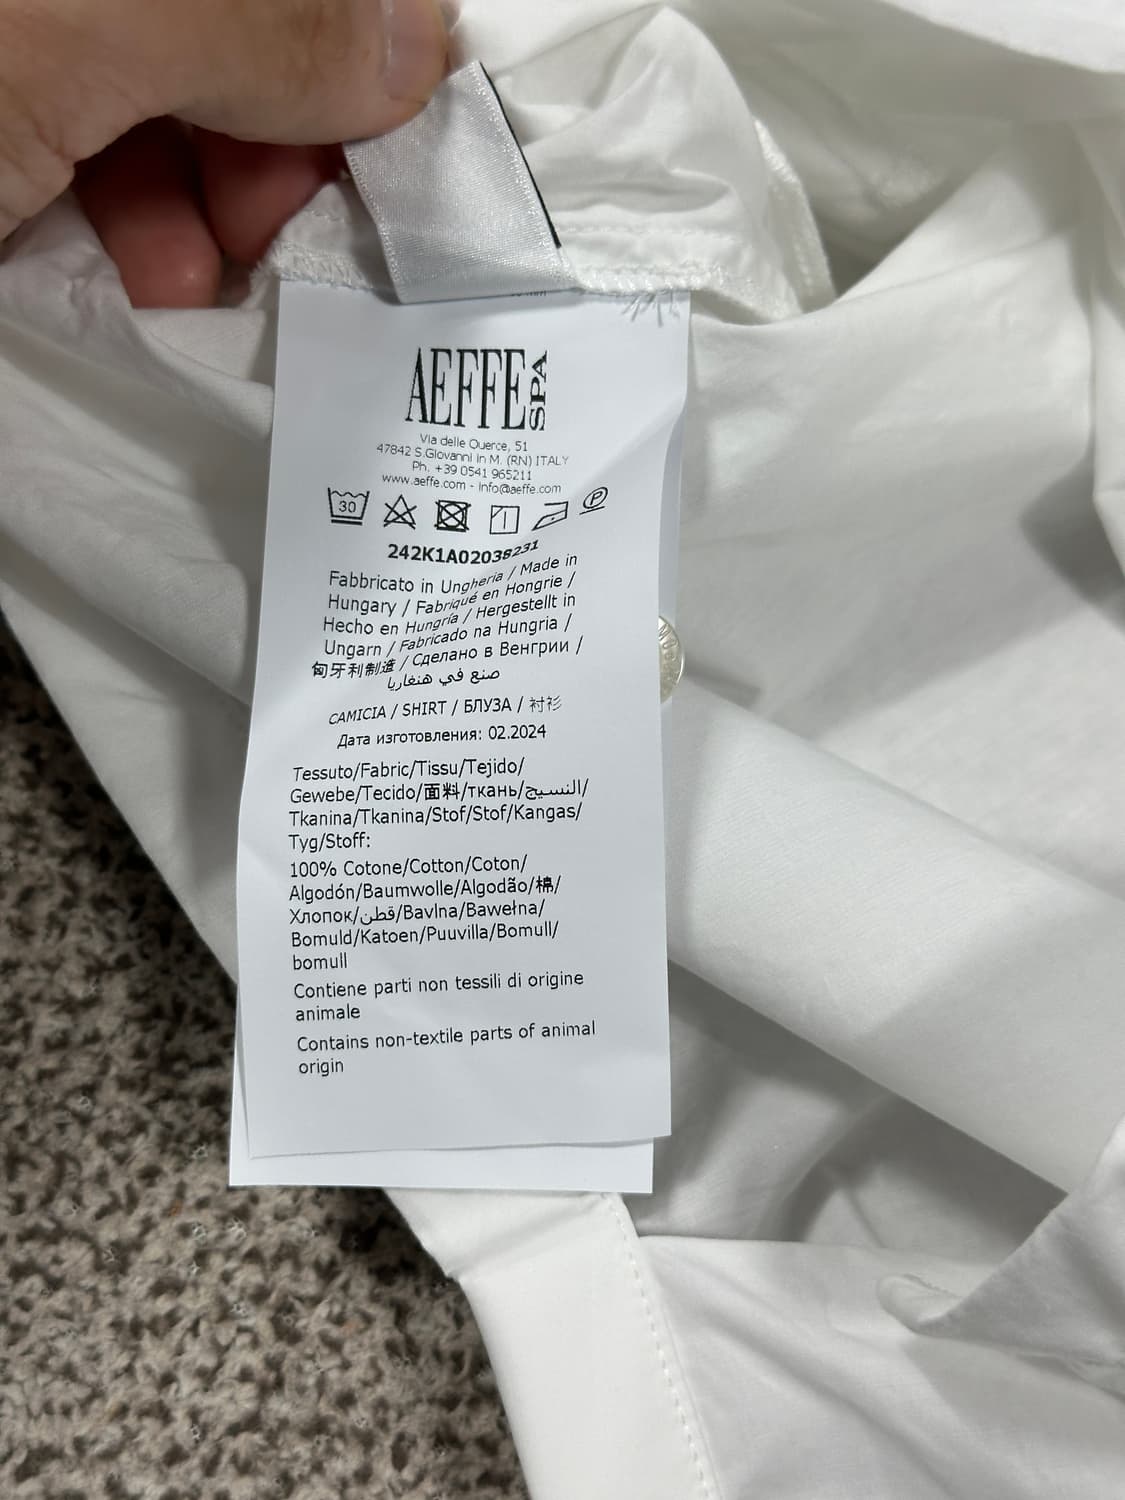 AEFFE SPA
Via delle Querce, 51
47842 S.Giovanni in M. (RN) ITALY
Ph. +39 0541 965211
www.aeffe.com - info@aeffe.com
30 P
242K1A02038231
Fabbricato in Ungheria / Made in
Hungary / Fabriqué en Hongrie /
Hecho en Hungría / Hergestellt in
Ungarn / Fabricado na Hungria /
匈牙利制造 / Сделано в Венгрии /
صنع في هنغاريا
CAMICIA / SHIRT / БЛУЗА / 衬衫
Дата изготовления: 02.2024
Tessuto/Fabric/Tissu/Tejido/
Gewebe/Tecido/面料/ткань/النسيج/
Tkanina/Tkanina/Stof/Stof/Kangas/
Tyg/Stoff:
100% Cotone/Cotton/Coton/
Algodón/Baumwolle/Algodão/棉/
Хлопок/قطن/Bavlna/Bawełna/
Bomuld/Katoen/Puuvilla/Bomull/
bomull
Contiene parti non tessili di origine
animale
Contains non-textile parts of animal
origin